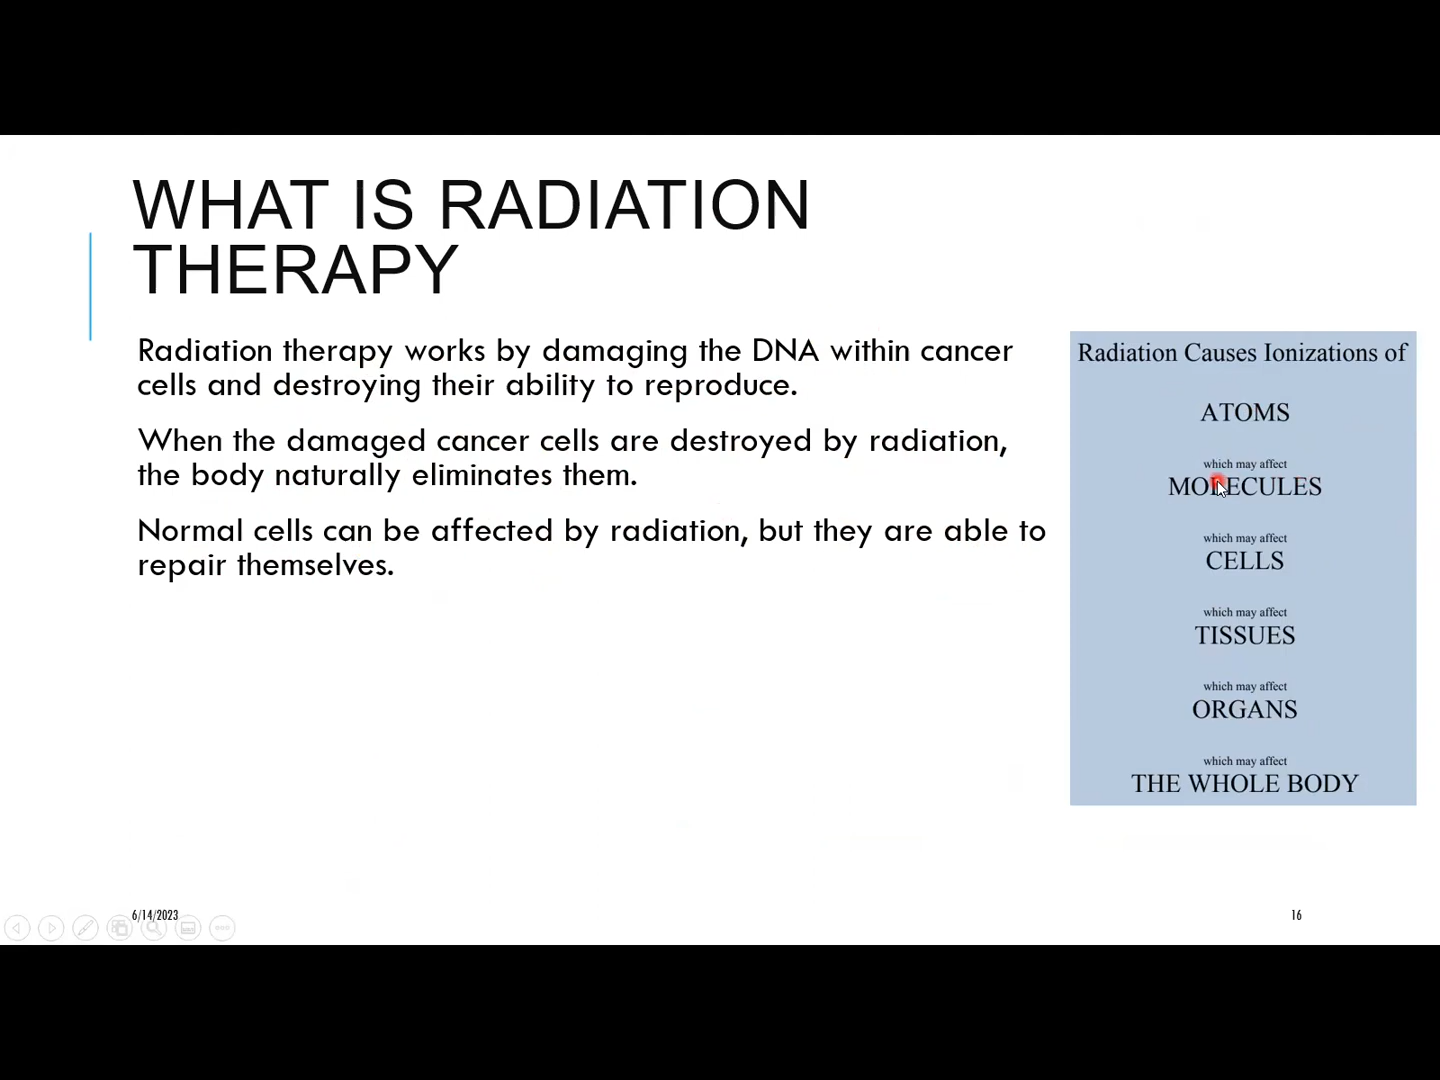 WHAT IS RADIATION
THERAPY
Radiation therapy works by damaging the DNA within cancer
cells and destroying their ability to reproduce.
When the damaged cancer cells are destroyed by radiation,
the body naturally eliminates them.
Normal cells can be affected by radiation, but they are able to
repair themselves.
Radiation Causes Ionizations of
ATOMS
which may affect
MOLECULES
which may affect
CELLS
which may affect
TISSUES
which may affect
ORGANS
which may affect
THE WHOLE BODY
6/14/2023
16